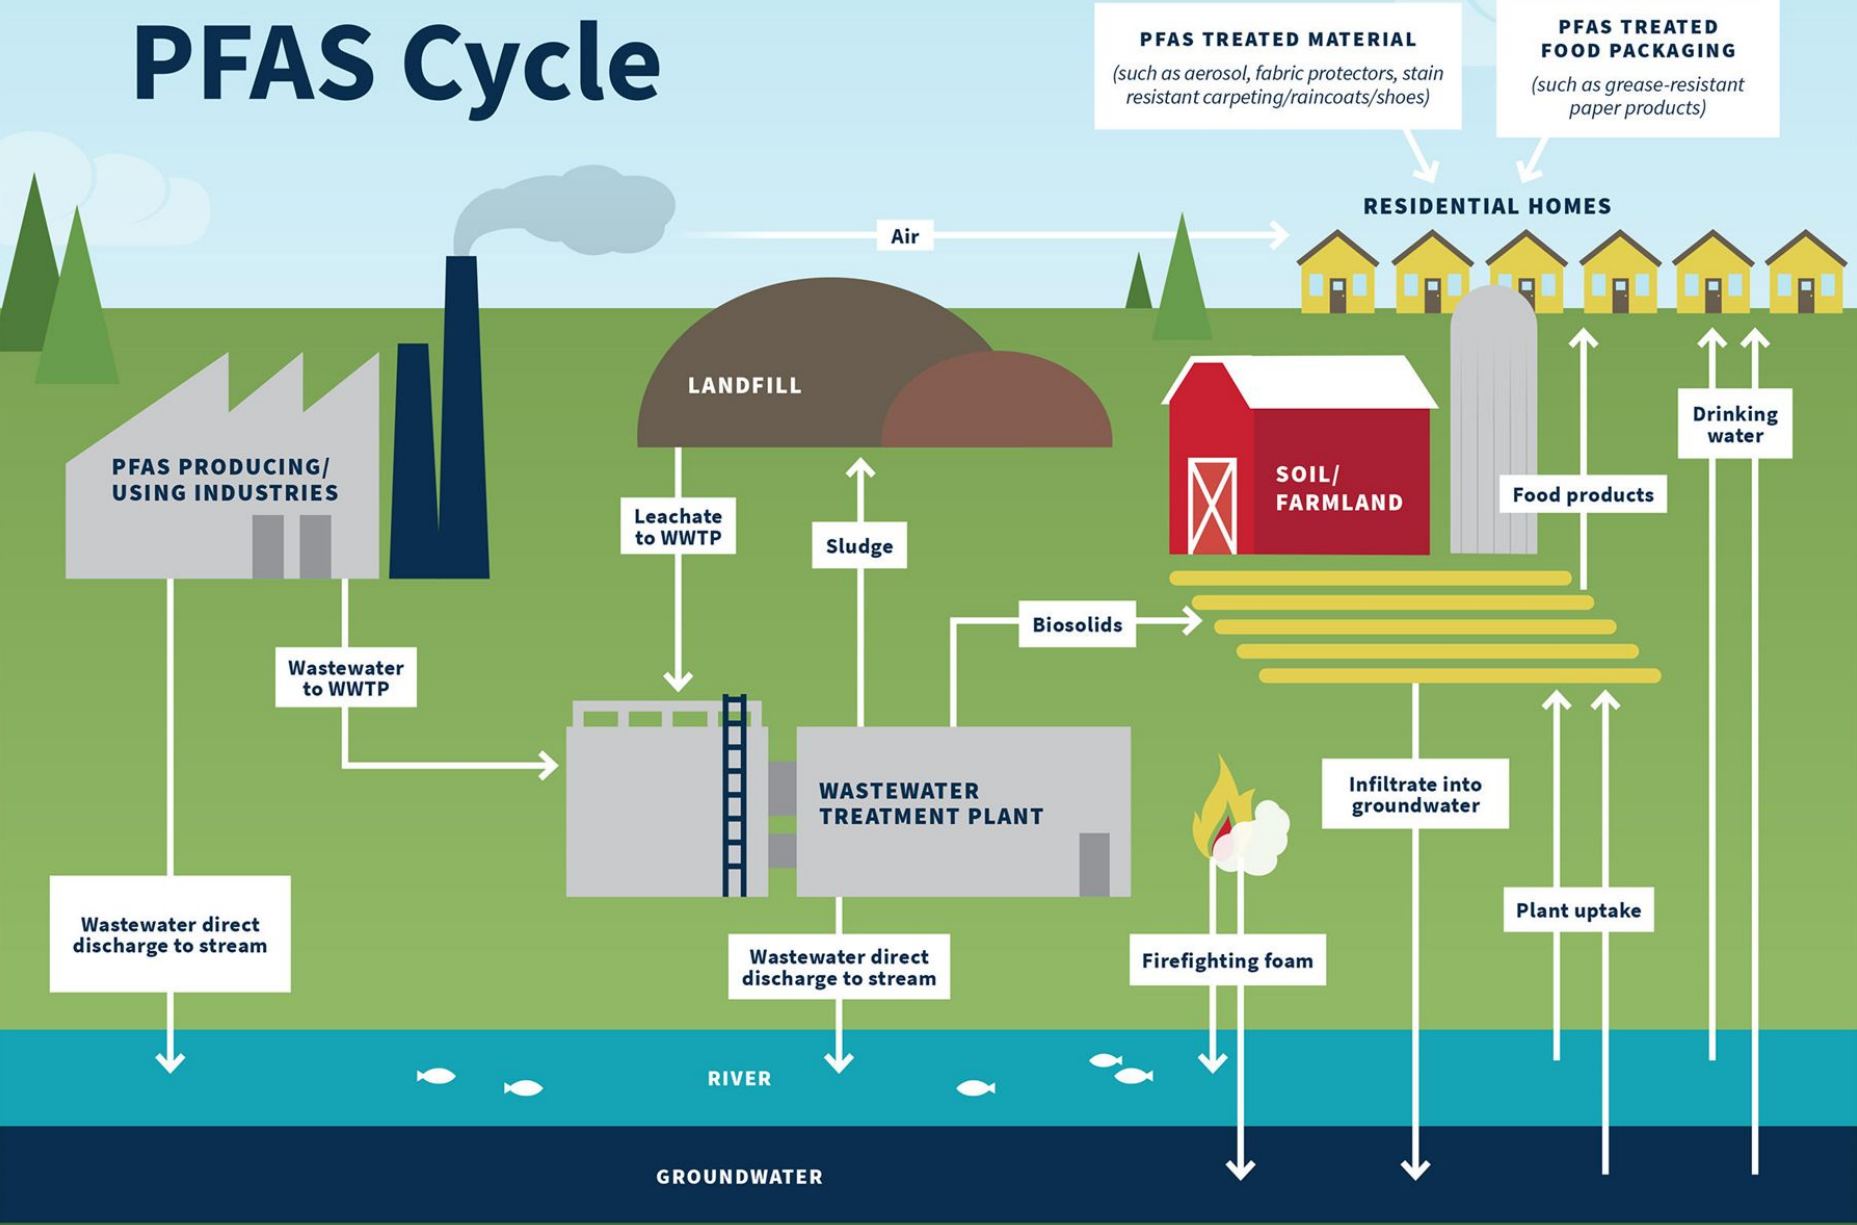 PFAS Cycle
PFAS TREATED MATERIAL
(such as aerosol, fabric protectors, stain
resistant carpeting/raincoats/shoes)
PFAS TREATED
FOOD PACKAGING
(such as grease-resistant
paper products)
RESIDENTIAL HOMES
Air
LANDFILL
PFAS PRODUCING/
USING INDUSTRIES
Leachate
to WWTP
Sludge
SOIL/
FARMLAND
Food products
Drinking
water
Biosolids
Wastewater
to WWTP
WASTEWATER
TREATMENT PLANT
Infiltrate into
groundwater
Plant uptake
Wastewater direct
discharge to stream
Wastewater direct
discharge to stream
Firefighting foam
RIVER
GROUNDWATER